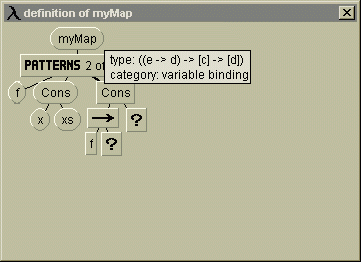 λ definition of myMap
myMap
PATTERNS 2 of
type: ((e -> d) -> [c] -> [d])
category: variable binding
f Cons Cons
x xs → ?
f ?